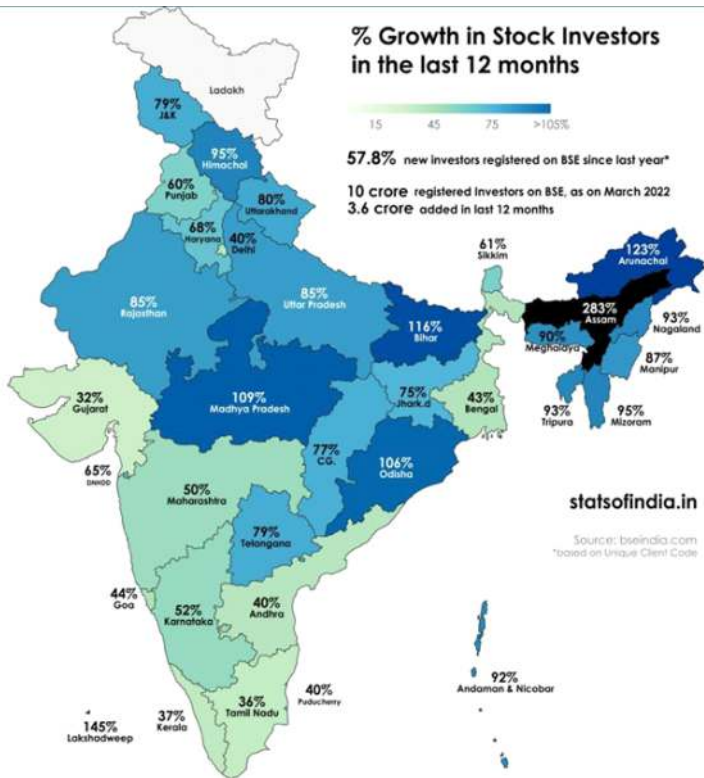 % Growth in Stock Investors
in the last 12 months
15 45 75 >105%
57.8% new investors registered on BSE since last year*
10 crore registered Investors on BSE, as on March 2022
3.6 crore added in last 12 months
Ladakh
79%
J&K
95%
Himachal
60%
Punjab
80%
Uttarakhand
68%
Haryana
40%
Delhi
61%
Sikkim
123%
Arunachal
85%
Rajasthan
85%
Uttar Pradesh
116%
Bihar
283%
Assam
90%
Meghalaya
93%
Nagaland
87%
Manipur
93%
Tripura
95%
Mizoram
32%
Gujarat
109%
Madhya Pradesh
75%
Jhark.d
43%
Bengal
77%
CG.
106%
Odisha
65%
DNHDD
50%
Maharashtra
79%
Telongana
statsofindia.in
Source: bseindia.com
*based on Unique Client Code
44%
Goa
52%
Karnataka
40%
Andhra
92%
Andaman & Nicobar
145%
Lakshadweep
37%
Kerala
36%
Tamil Nadu
40%
Puducherry